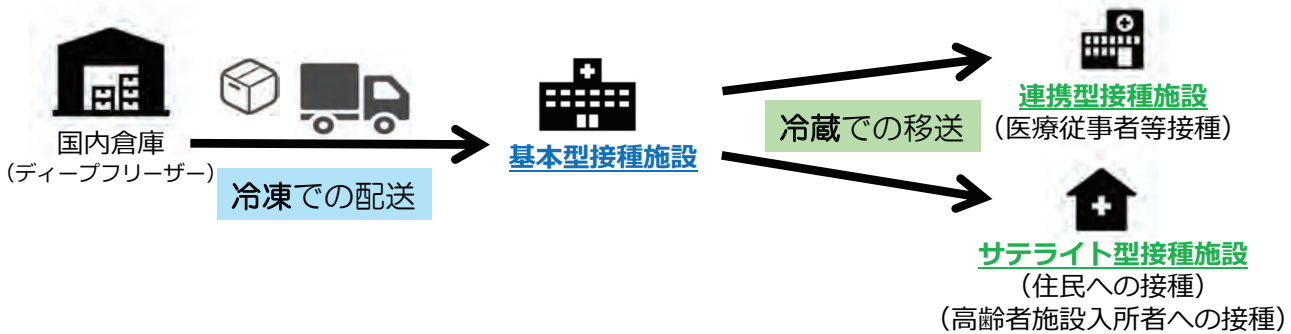 国内倉庫
（ディープフリーザー）
冷凍での配送
基本型接種施設
冷蔵での移送
連携型接種施設
（医療従事者等接種）
サテライト型接種施設
（住民への接種）
（高齢者施設入所者への接種）